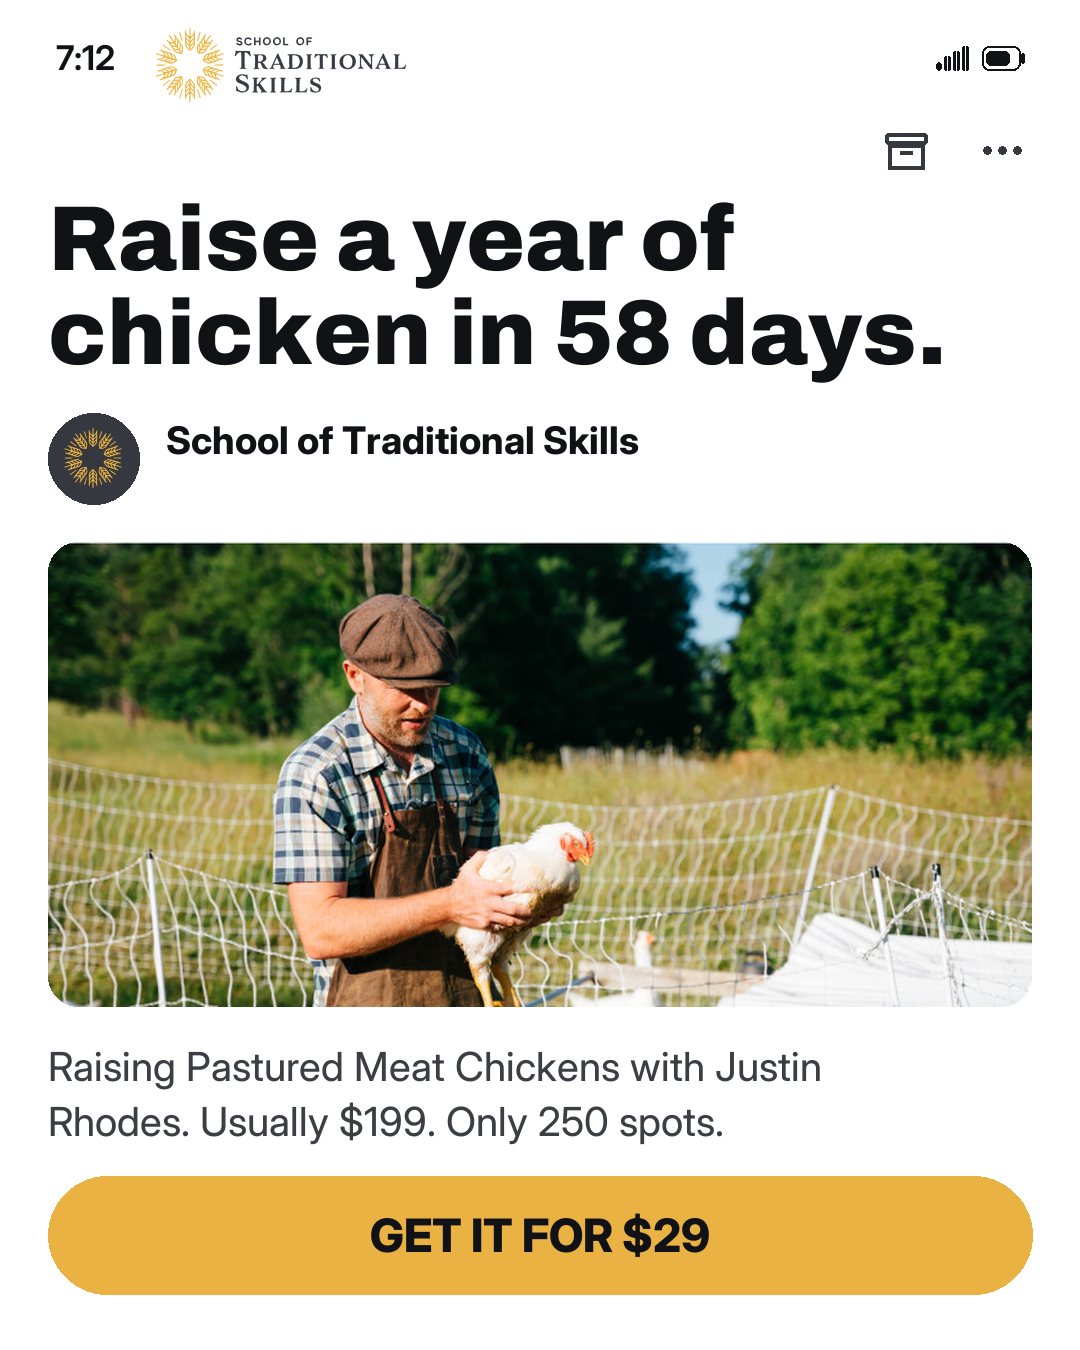 7:12
SCHOOL OF
TRADITIONAL
SKILLS
Raise a year of
chicken in 58 days.
School of Traditional Skills
Raising Pastured Meat Chickens with Justin
Rhodes. Usually $199. Only 250 spots.
GET IT FOR $29